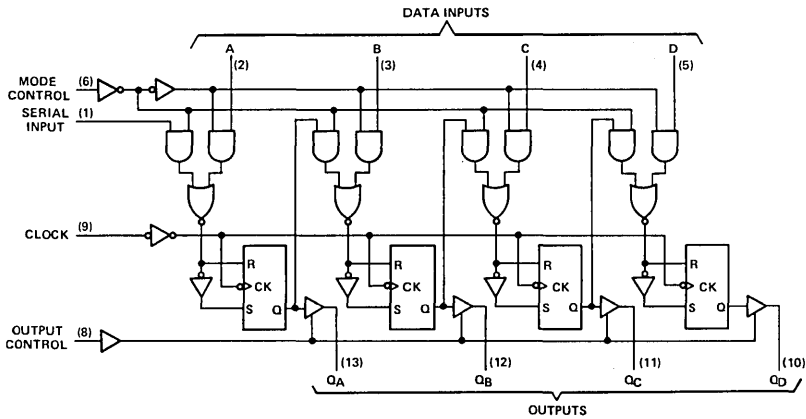 DATA INPUTS
A B C D
(2) (3) (4) (5)
MODE CONTROL (6)
SERIAL INPUT (1)
CLOCK (9)
R R R R
CK CK CK CK
S Q S Q S Q S Q
OUTPUT CONTROL (8)
(13) (12) (11) (10)
QA QB QC QD
OUTPUTS